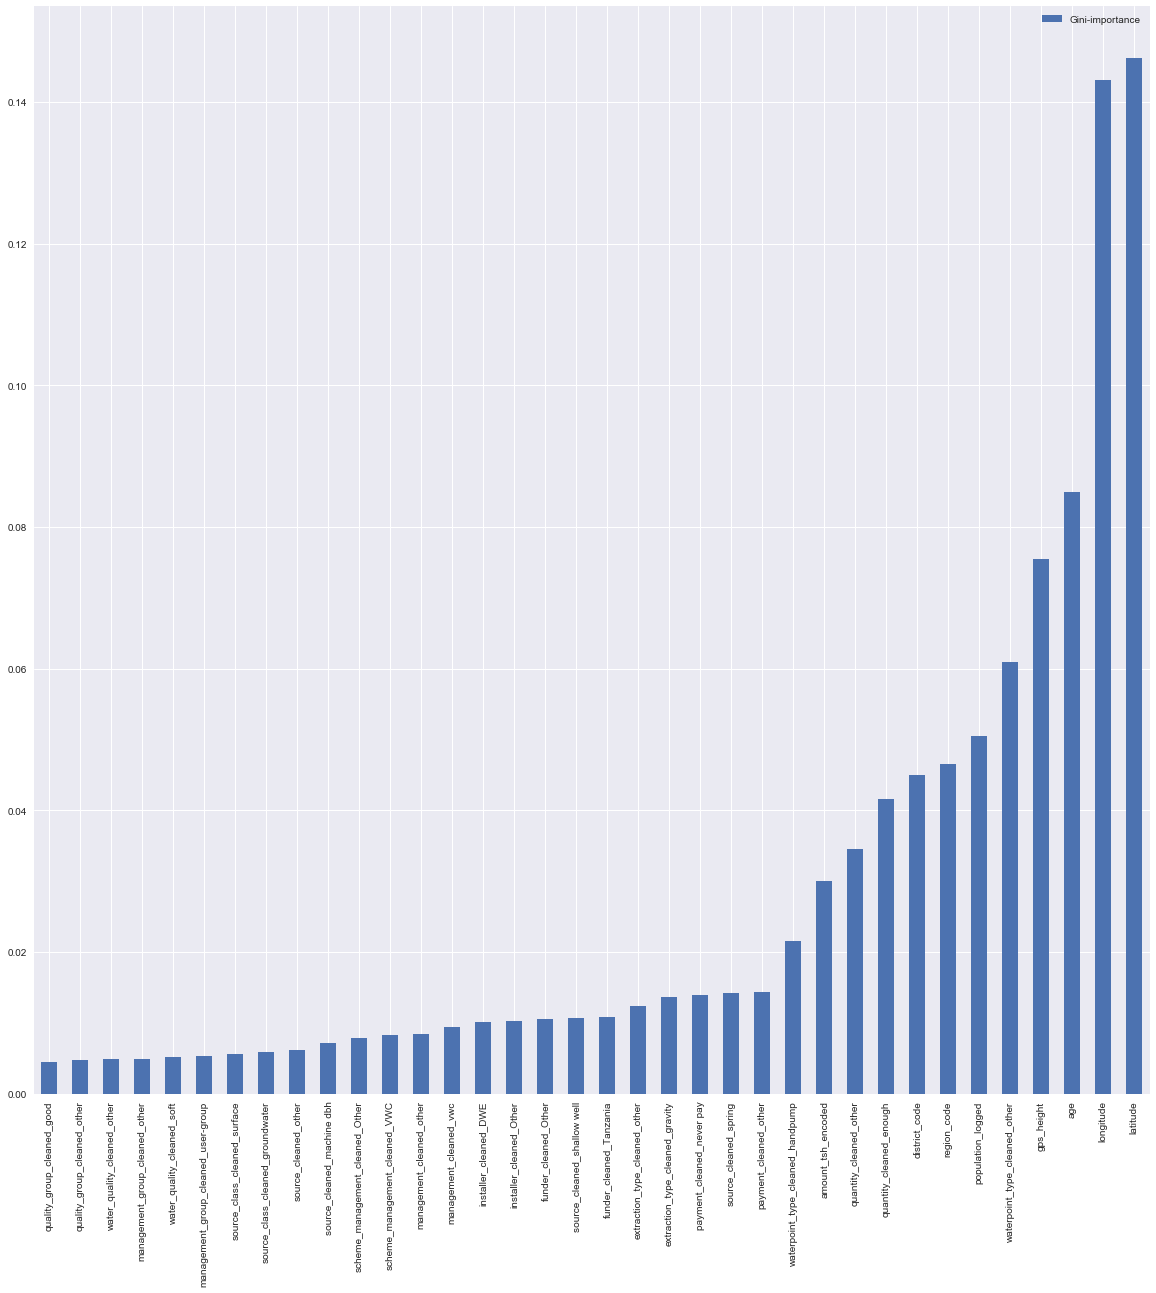 Gini-importance
0.14
0.12
0.10
0.08
0.06
0.04
0.02
0.00
quality_group_cleaned_good
quality_group_cleaned_other
water_quality_cleaned_other
management_group_cleaned_other
water_quality_cleaned_soft
management_group_cleaned_user-group
source_class_cleaned_surface
source_class_cleaned_groundwater
source_cleaned_other
source_cleaned_machine dbh
scheme_management_cleaned_Other
scheme_management_cleaned_VWC
management_cleaned_other
management_cleaned_vwc
installer_cleaned_DWE
installer_cleaned_Other
funder_cleaned_Other
source_cleaned_shallow well
funder_cleaned_Tanzania
extraction_type_cleaned_other
extraction_type_cleaned_gravity
payment_cleaned_never pay
source_cleaned_spring
payment_cleaned_other
waterpoint_type_cleaned_handpump
amount_tsh_encoded
quantity_cleaned_other
quantity_cleaned_enough
district_code
region_code
population_logged
waterpoint_type_cleaned_other
gps_height
age
longitude
latitude